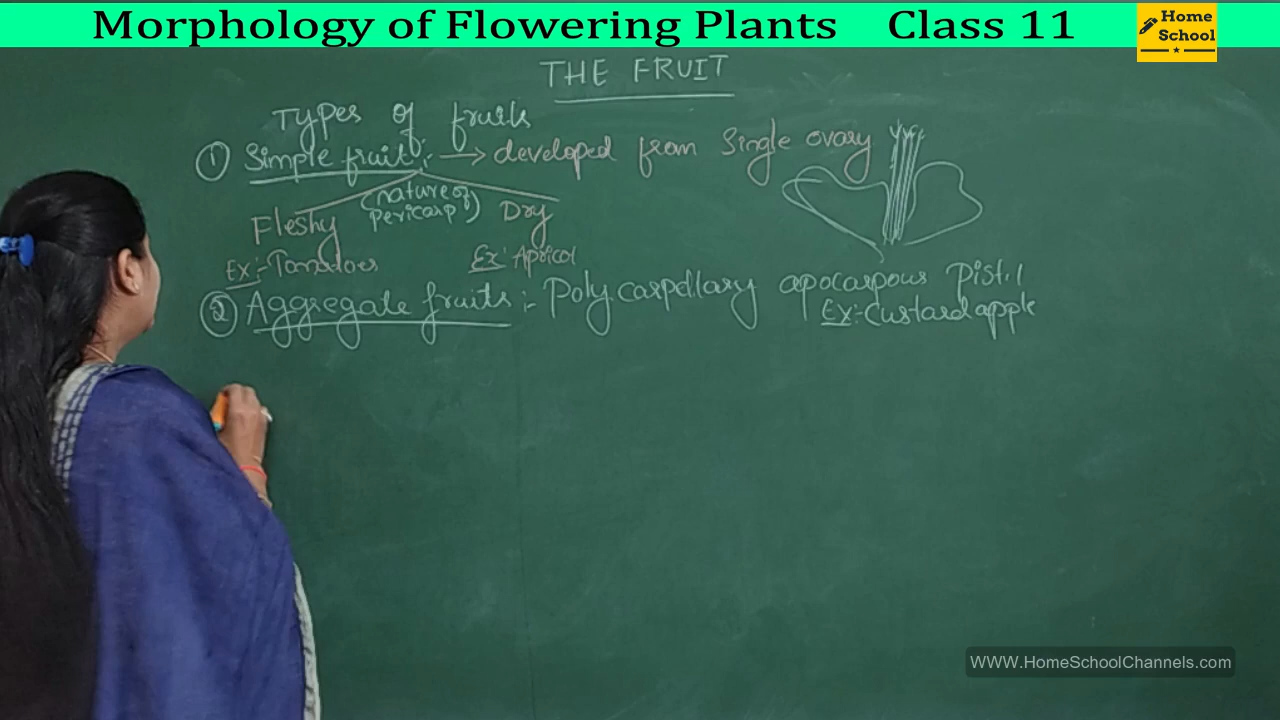 Morphology of Flowering Plants Class 11
Home School
THE FRUIT
Types of fruits
① Simple fruit :- → developed from Single ovary
(nature of pericarp)
Fleshy Dry
Ex:- Tomatoes Ex: Apricot
② Aggregate fruits :- Polycarpellary apocarpous Pistil
Ex:- Custard apple
WWW.HomeSchoolChannels.com